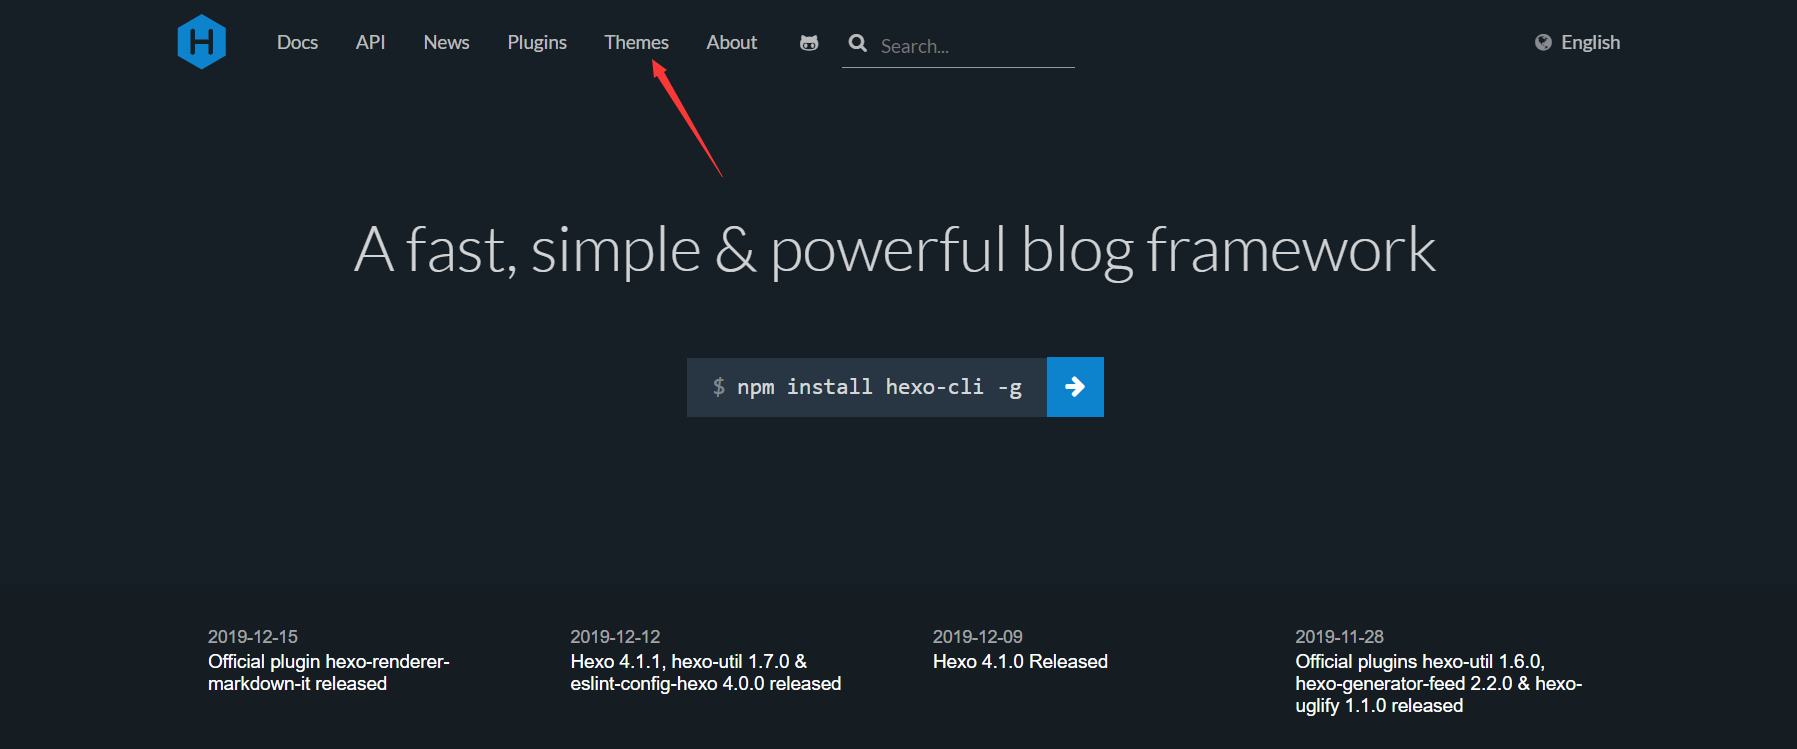 H Docs API News Plugins Themes About Search... English
A fast, simple & powerful blog framework
$ npm install hexo-cli -g
2019-12-15
Official plugin hexo-renderer-
markdown-it released
2019-12-12
Hexo 4.1.1, hexo-util 1.7.0 &
eslint-config-hexo 4.0.0 released
2019-12-09
Hexo 4.1.0 Released
2019-11-28
Official plugins hexo-util 1.6.0,
hexo-generator-feed 2.2.0 & hexo-
uglify 1.1.0 released